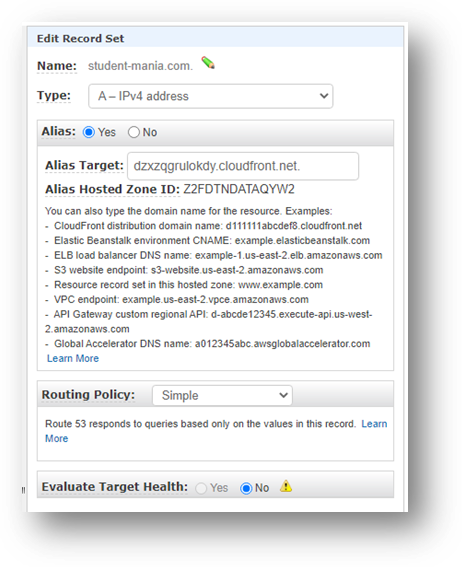 Edit Record Set
Name: student-mania.com.
Type: A – IPv4 address
Alias: Yes No
Alias Target: dzxzqgrulokdy.cloudfront.net.
Alias Hosted Zone ID: Z2FDTNDATAQYW2
You can also type the domain name for the resource. Examples:
- CloudFront distribution domain name: d111111abcdef8.cloudfront.net
- Elastic Beanstalk environment CNAME: example.elasticbeanstalk.com
- ELB load balancer DNS name: example-1.us-east-2.elb.amazonaws.com
- S3 website endpoint: s3-website.us-east-2.amazonaws.com
- Resource record set in this hosted zone: www.example.com
- VPC endpoint: example.us-east-2.vpce.amazonaws.com
- API Gateway custom regional API: d-abcde12345.execute-api.us-west-
2.amazonaws.com
- Global Accelerator DNS name: a012345abc.awsglobalaccelerator.com
Learn More
Routing Policy: Simple
Route 53 responds to queries based only on the values in this record. Learn
More
" Evaluate Target Health: Yes No